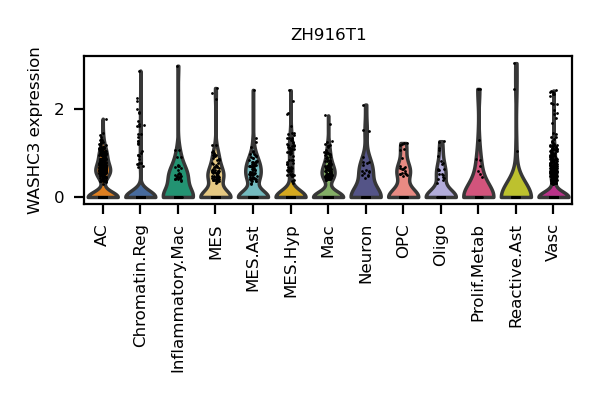 ZH916T1
WASHC3 expression
2
0
AC
Chromatin.Reg
Inflammatory.Mac
MES
MES.Ast
MES.Hyp
Mac
Neuron
OPC
Oligo
Prolif.Metab
Reactive.Ast
Vasc